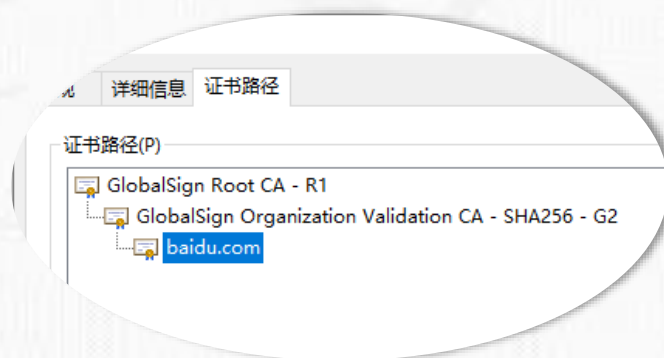 详细信息 证书路径
证书路径(P)
GlobalSign Root CA - R1
GlobalSign Organization Validation CA - SHA256 - G2
baidu.com